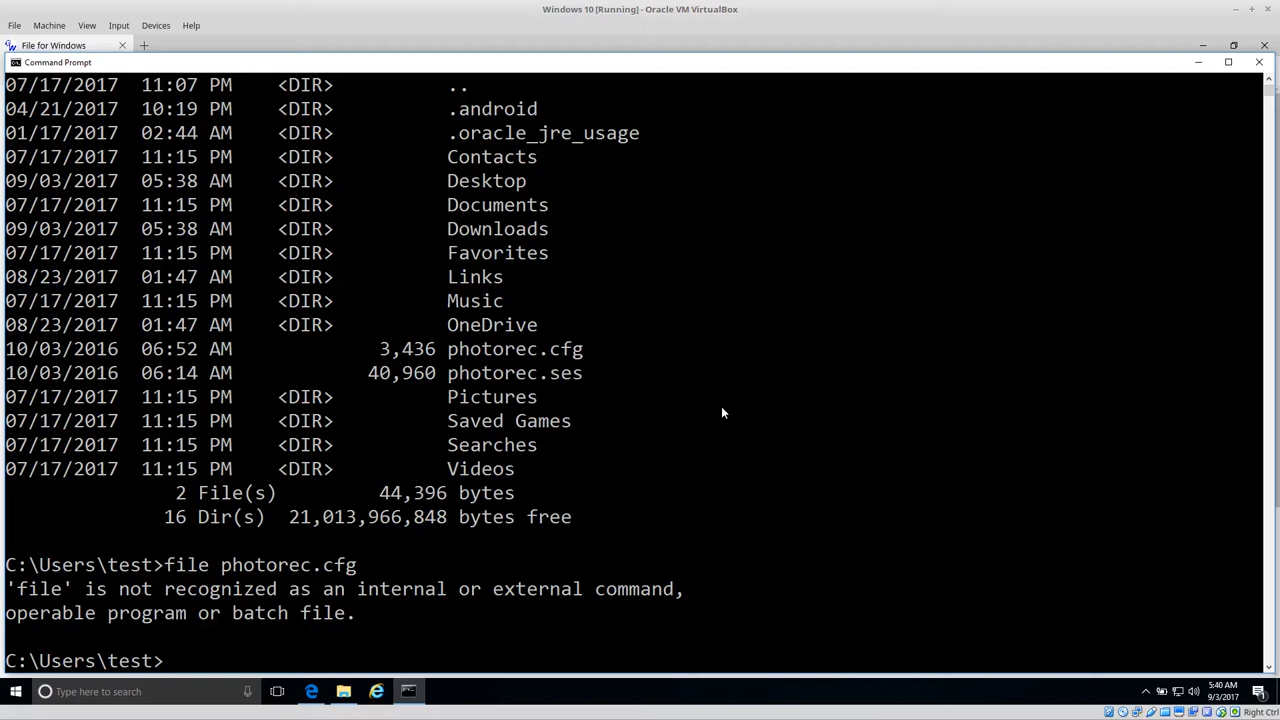 Windows 10 [Running] - Oracle VM VirtualBox
File Machine View Input Devices Help
File for Windows
Command Prompt
07/17/2017 11:07 PM <DIR> ..
04/21/2017 10:19 PM <DIR> .android
01/17/2017 02:44 AM <DIR> .oracle_jre_usage
07/17/2017 11:15 PM <DIR> Contacts
09/03/2017 05:38 AM <DIR> Desktop
07/17/2017 11:15 PM <DIR> Documents
09/03/2017 05:38 AM <DIR> Downloads
07/17/2017 11:15 PM <DIR> Favorites
08/23/2017 01:47 AM <DIR> Links
07/17/2017 11:15 PM <DIR> Music
08/23/2017 01:47 AM <DIR> OneDrive
10/03/2016 06:52 AM 3,436 photorec.cfg
10/03/2016 06:14 AM 40,960 photorec.ses
07/17/2017 11:15 PM <DIR> Pictures
07/17/2017 11:15 PM <DIR> Saved Games
07/17/2017 11:15 PM <DIR> Searches
07/17/2017 11:15 PM <DIR> Videos
2 File(s) 44,396 bytes
16 Dir(s) 21,013,966,848 bytes free
C:\Users\test>file photorec.cfg
'file' is not recognized as an internal or external command,
operable program or batch file.
C:\Users\test>
Type here to search
5:40 AM
9/3/2017
Right Ctrl